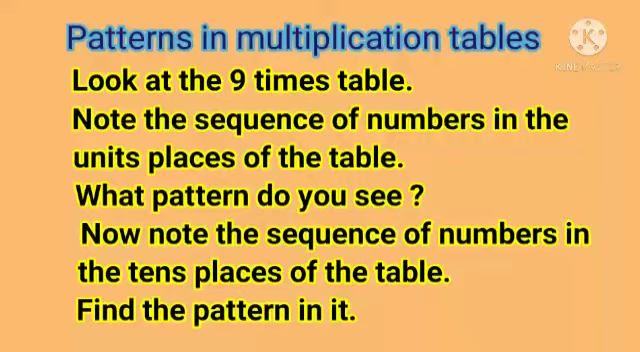 Patterns in multiplication tables
KINEMASTER
Look at the 9 times table.
Note the sequence of numbers in the
units places of the table.
What pattern do you see ?
Now note the sequence of numbers in
the tens places of the table.
Find the pattern in it.